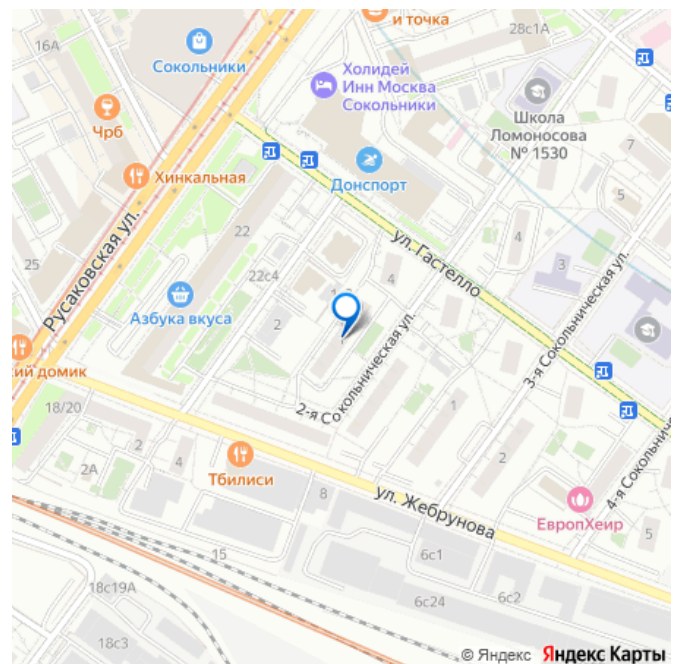 и точка
28с1А
16А
Сокольники
Холидей
Инн Москва
Сокольники
Школа
Ломоносова
№ 1530
Чрб
Хинкальная
Донспорт
7
5
Русаковская ул.
22
ул. Гастелло
4
3
25
22с4
4
3-я Сокольническая ул.
Азбука вкуса
2
2-я Сокольническая ул.
ий домик
18/20
1
2
4
2А
Тбилиси
2
4-я Сокольниче
8
ул. Жебрунова
ЕвропХеир
5
15
6с1
18с19А
6с24
6с2
18с3
© Яндекс Яндекс Карты